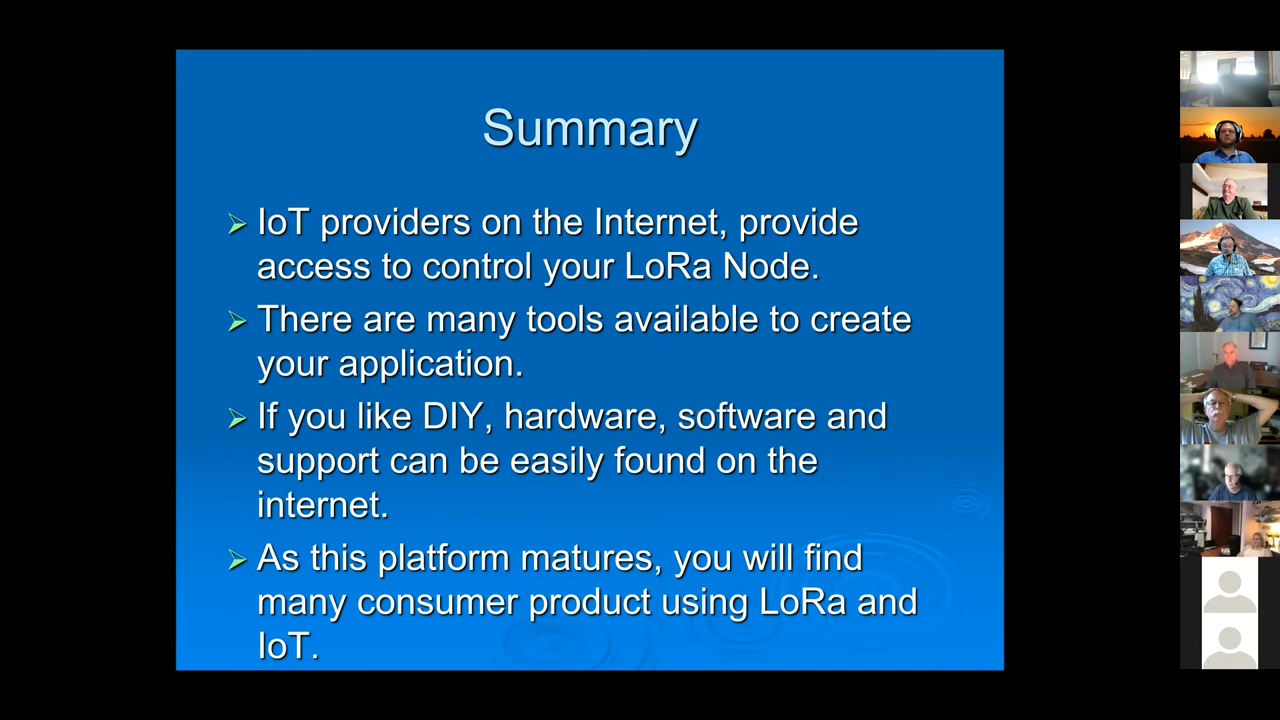 Summary
IoT providers on the Internet, provide
access to control your LoRa Node.
There are many tools available to create
your application.
If you like DIY, hardware, software and
support can be easily found on the
internet.
As this platform matures, you will find
many consumer product using LoRa and
IoT.